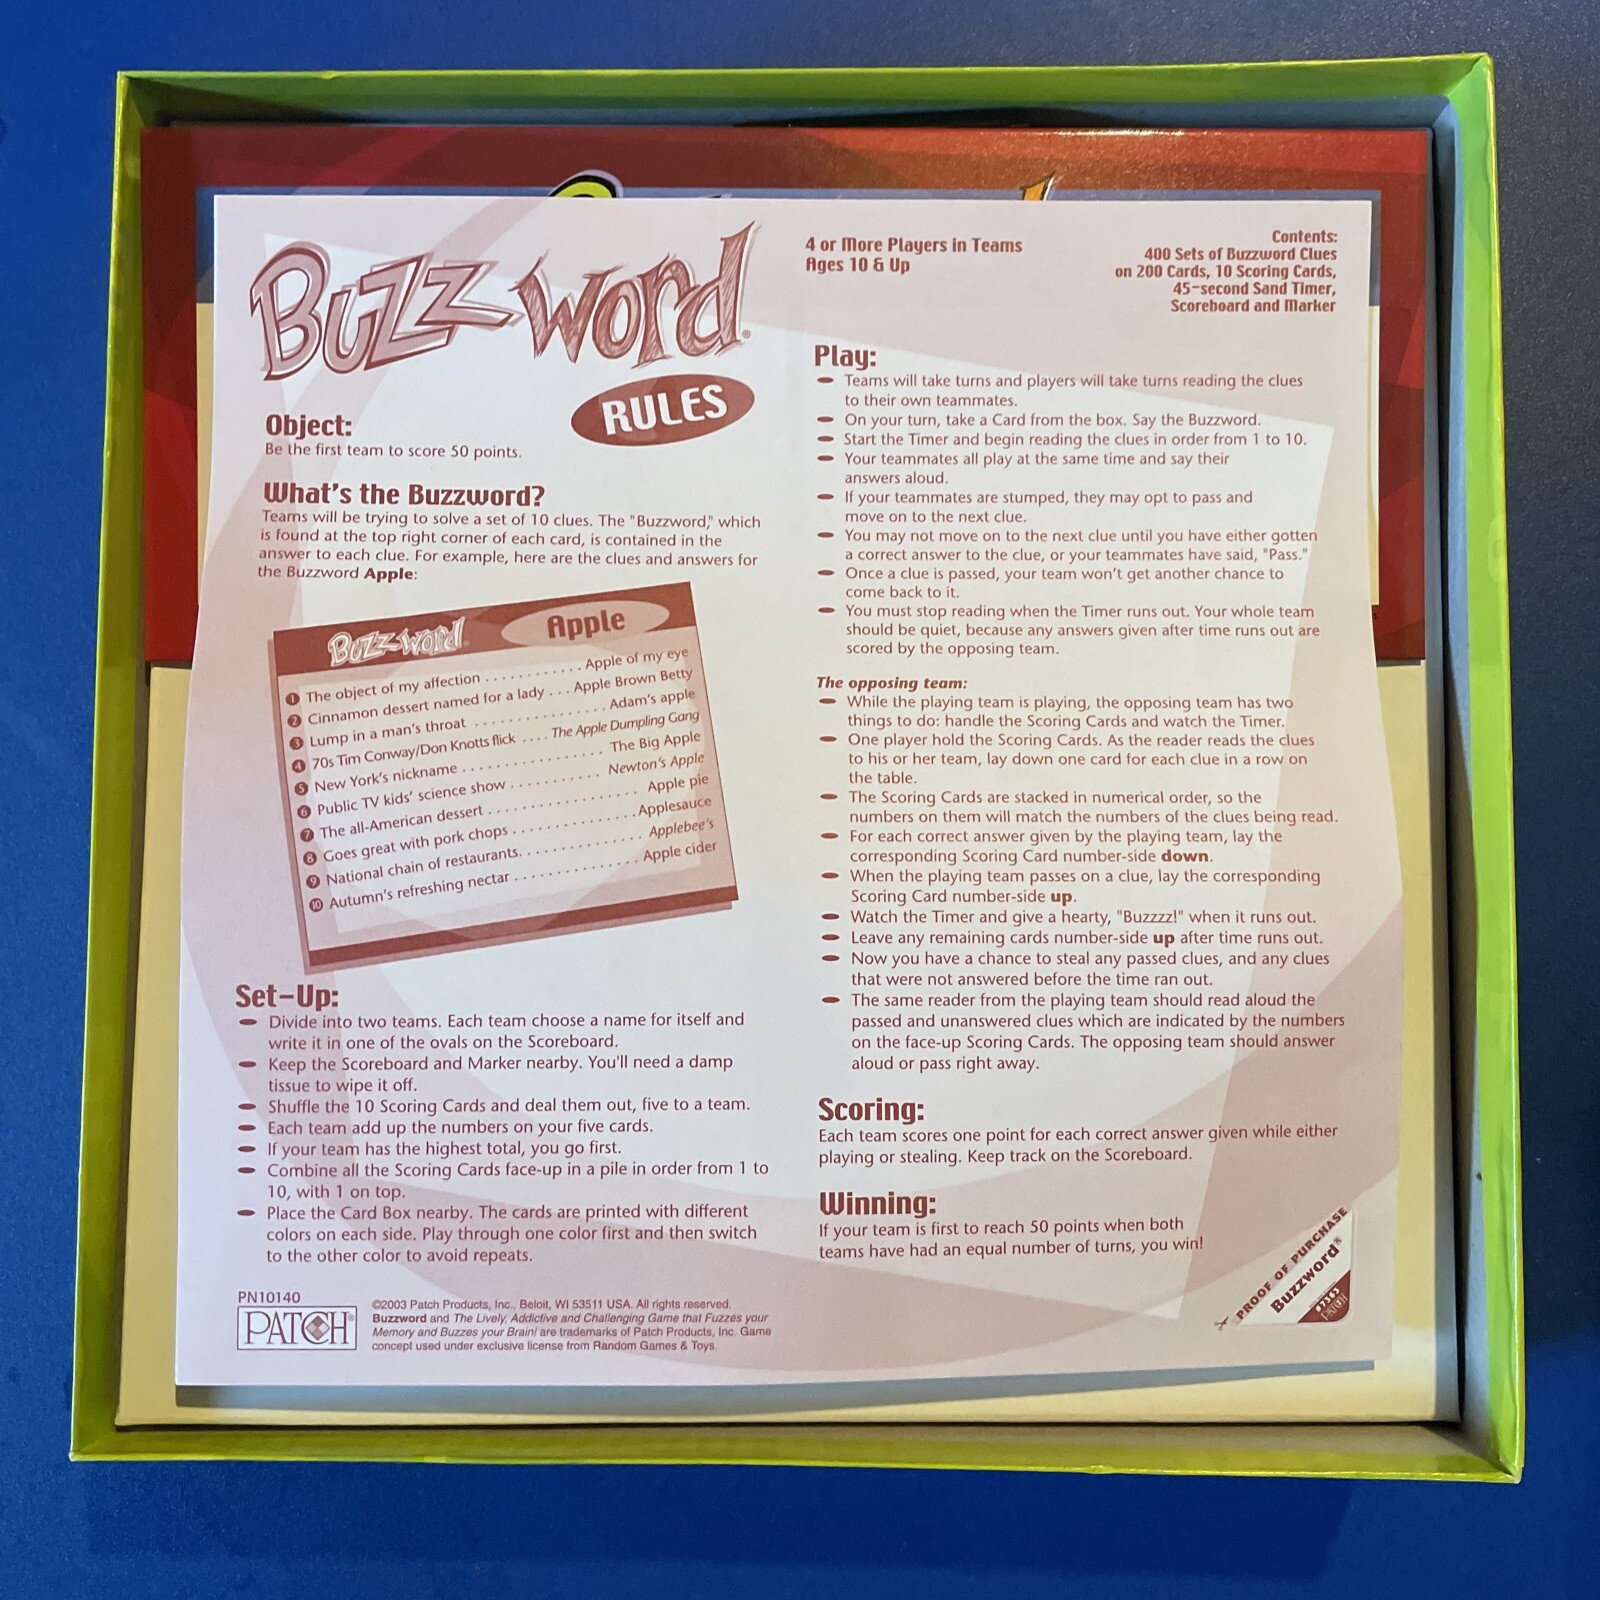 Buzz word®
RULES
Object:
Be the first team to score 50 points.
What's the Buzzword?
Teams will be trying to solve a set of 10 clues. The "Buzzword," which
is found at the top right corner of each card, is contained in the
answer to each clue. For example, here are the clues and answers for
the Buzzword Apple:
Buzzword Apple
1 The object of my affection . . . . . . . . . . . . Apple of my eye
2 Cinnamon dessert named for a lady . . . Apple Brown Betty
3 Lump in a man's throat . . . . . . . . . . . . . . . . Adam's apple
4 70s Tim Conway/Don Knotts flick . . . . The Apple Dumpling Gang
5 New York's nickname . . . . . . . . . . . . . . . . . The Big Apple
6 Public TV kids' science show . . . . . . . . . . . Newton's Apple
7 The all-American dessert . . . . . . . . . . . . . . . . . . Apple pie
8 Goes great with pork chops . . . . . . . . . . . . . . . Applesauce
9 National chain of restaurants. . . . . . . . . . . . . . Applebee's
10 Autumn's refreshing nectar . . . . . . . . . . . . . . . Apple cider
Set-Up:
Divide into two teams. Each team choose a name for itself and
write it in one of the ovals on the Scoreboard.
Keep the Scoreboard and Marker nearby. You'll need a damp
tissue to wipe it off.
Shuffle the 10 Scoring Cards and deal them out, five to a team.
Each team add up the numbers on your five cards.
If your team has the highest total, you go first.
Combine all the Scoring Cards face-up in a pile in order from 1 to
10, with 1 on top.
Place the Card Box nearby. The cards are printed with different
colors on each side. Play through one color first and then switch
to the other color to avoid repeats.
PN10140
PATCH®
©2003 Patch Products, Inc., Beloit, WI 53511 USA. All rights reserved.
Buzzword and The Lively, Addictive and Challenging Game that Fuzzes your
Memory and Buzzes your Brain! are trademarks of Patch Products, Inc. Game
concept used under exclusive license from Random Games & Toys.
4 or More Players in Teams
Ages 10 & Up
Contents:
400 Sets of Buzzword Clues
on 200 Cards, 10 Scoring Cards,
45-second Sand Timer,
Scoreboard and Marker
Play:
Teams will take turns and players will take turns reading the clues
to their own teammates.
On your turn, take a Card from the box. Say the Buzzword.
Start the Timer and begin reading the clues in order from 1 to 10.
Your teammates all play at the same time and say their
answers aloud.
If your teammates are stumped, they may opt to pass and
move on to the next clue.
You may not move on to the next clue until you have either gotten
a correct answer to the clue, or your teammates have said, "Pass."
Once a clue is passed, your team won't get another chance to
come back to it.
You must stop reading when the Timer runs out. Your whole team
should be quiet, because any answers given after time runs out are
scored by the opposing team.
The opposing team:
While the playing team is playing, the opposing team has two
things to do: handle the Scoring Cards and watch the Timer.
One player hold the Scoring Cards. As the reader reads the clues
to his or her team, lay down one card for each clue in a row on
the table.
The Scoring Cards are stacked in numerical order, so the
numbers on them will match the numbers of the clues being read.
For each correct answer given by the playing team, lay the
corresponding Scoring Card number-side down.
When the playing team passes on a clue, lay the corresponding
Scoring Card number-side up.
Watch the Timer and give a hearty, "Buzzzz!" when it runs out.
Leave any remaining cards number-side up after time runs out.
Now you have a chance to steal any passed clues, and any clues
that were not answered before the time ran out.
The same reader from the playing team should read aloud the
passed and unanswered clues which are indicated by the numbers
on the face-up Scoring Cards. The opposing team should answer
aloud or pass right away.
Scoring:
Each team scores one point for each correct answer given while either
playing or stealing. Keep track on the Scoreboard.
Winning:
If your team is first to reach 50 points when both
teams have had an equal number of turns, you win!
PROOF OF PURCHASE
Buzzword®
PATCH